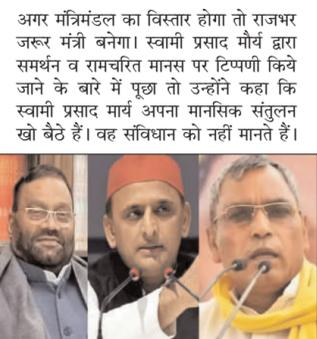 अगर मंत्रिमंडल का विस्तार होगा तो राजभर
जरूर मंत्री बनेगा। स्वामी प्रसाद मौर्य द्वारा
समर्थन व रामचरित मानस पर टिप्पणी किये
जाने के बारे में पूछा तो उन्होंने कहा कि
स्वामी प्रसाद मार्य अपना मानसिक संतुलन
खो बैठे हैं। वह संविधान को नहीं मानते हैं।